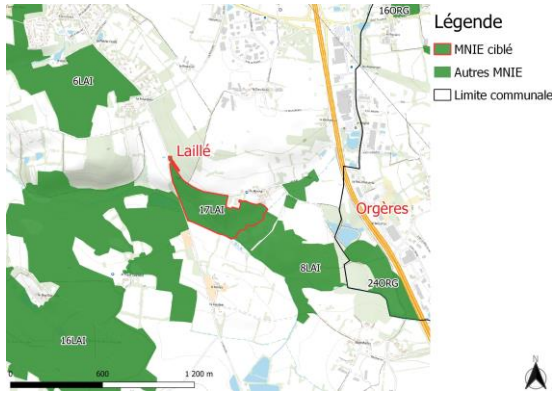 16ORG
Légende
MNIE ciblé
Autres MNIE
Limite communale
6LAI
Laillé
17LAI
Orgères
8LAI
24ORG
16LAI
0
600
1 200 m
N